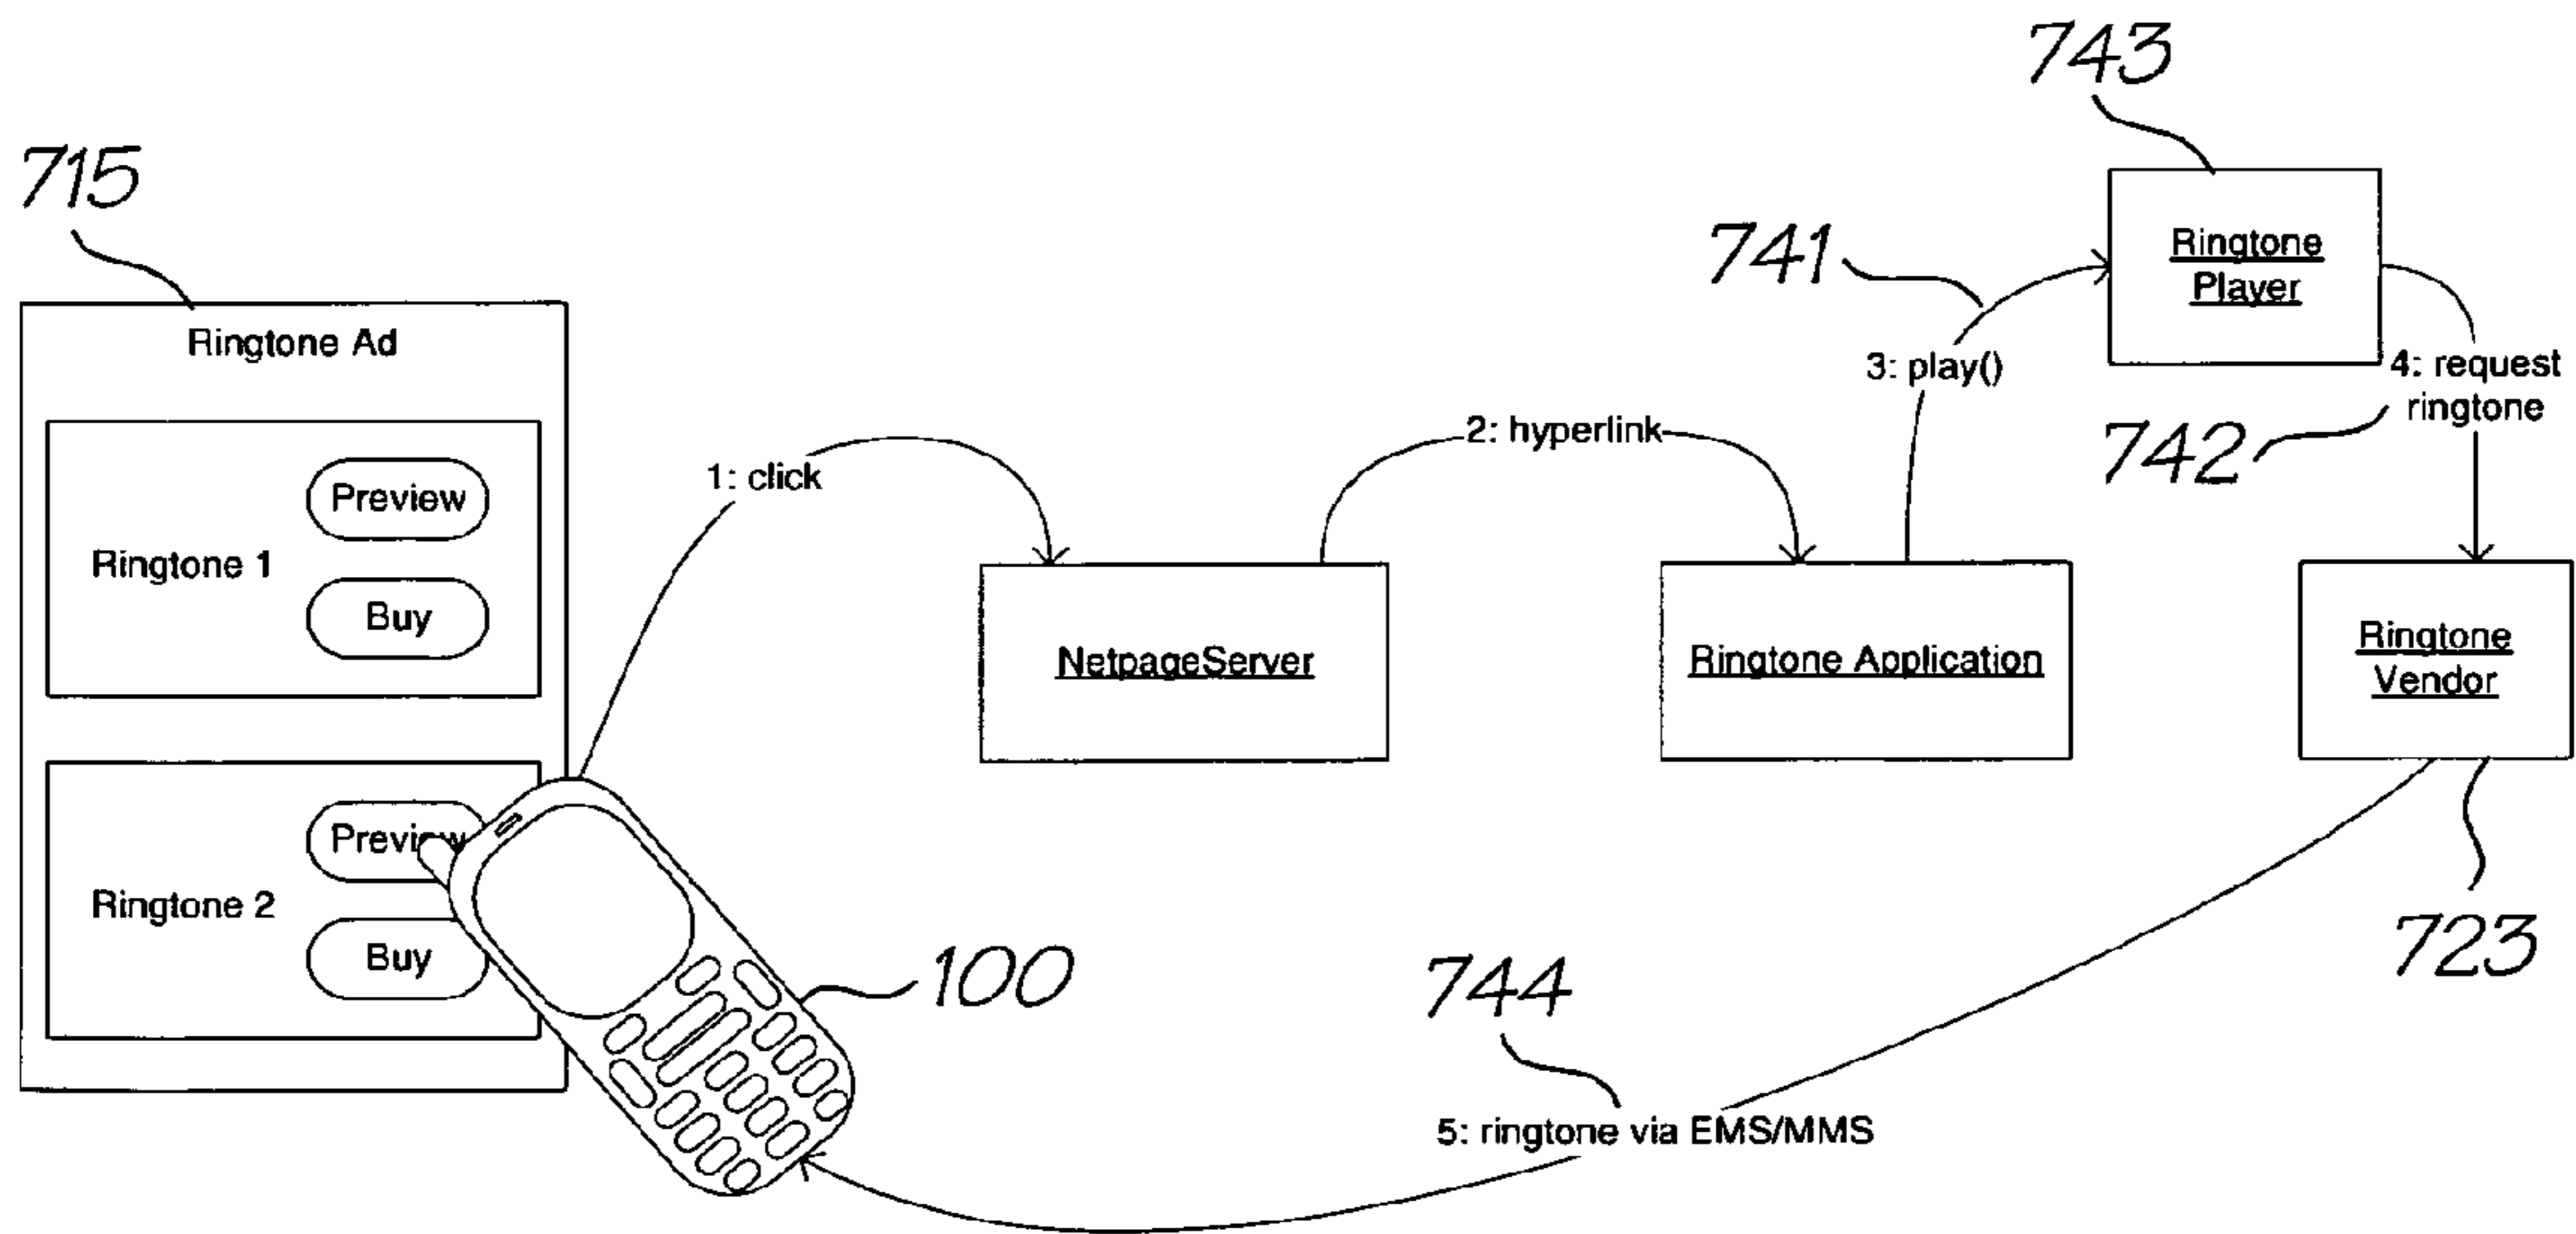 743
715
741
Ringtone
Player
Ringtone Ad
3: play()
4: request
ringtone
742
1: click
2: hyperlink
Preview
Ringtone 1
Buy
NetpageServer
Ringtone Application
Ringtone
Vendor
Preview
Ringtone 2
Buy
100
744
723
5: ringtone via EMS/MMS